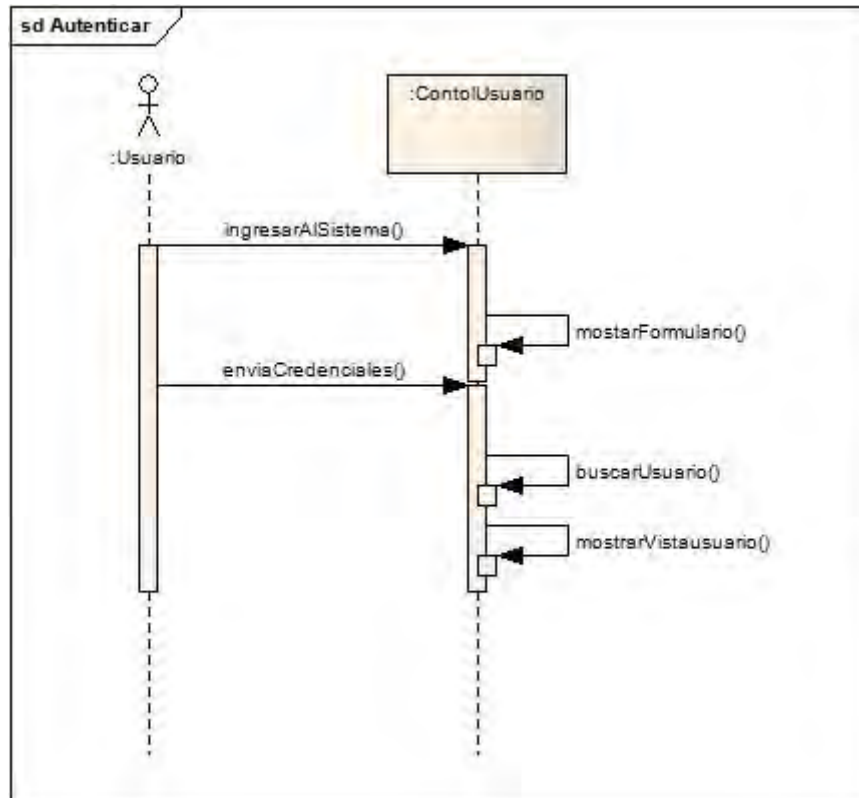 sd Autenticar
:Usuario
:ContolUsuario
ingresarAlSistema()
mostarFormulario()
enviaCredenciales()
buscarUsuario()
mostrarVistausuario()